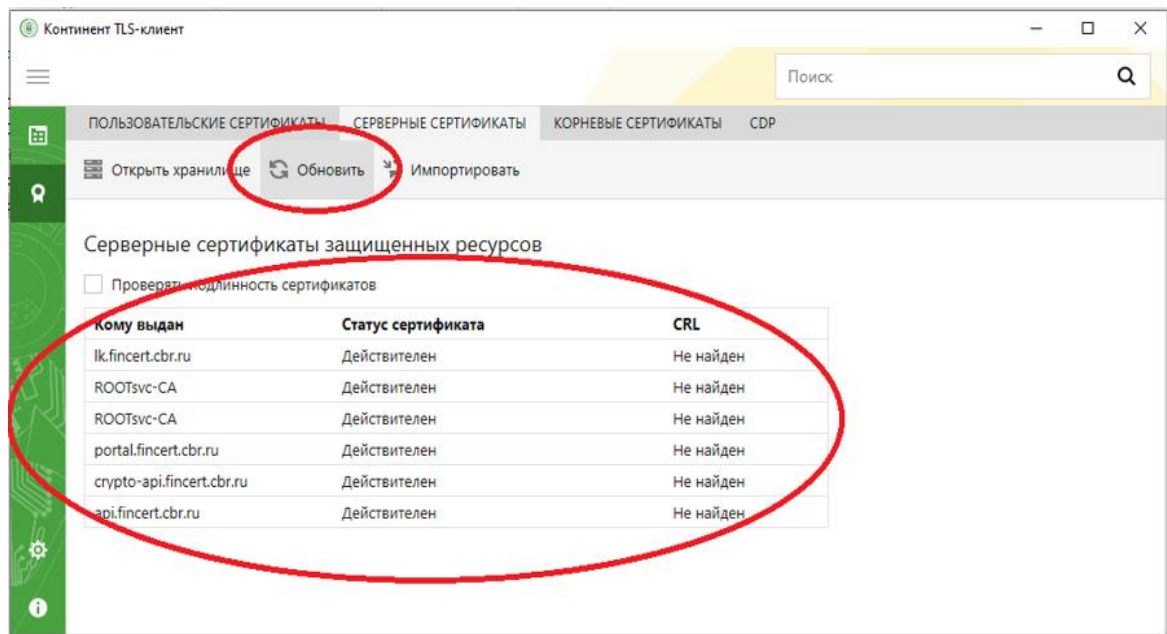 Континент TLS-клиент
Поиск
ПОЛЬЗОВАТЕЛЬСКИЕ СЕРТИФИКАТЫ СЕРВЕРНЫЕ СЕРТИФИКАТЫ КОРНЕВЫЕ СЕРТИФИКАТЫ CDP
Открыть хранилище Обновить Импортировать
Серверные сертификаты защищенных ресурсов
Проверять подлинность сертификатов
Кому выдан Статус сертификата CRL
lk.fincert.cbr.ru Действителен Не найден
ROOTsvc-CA Действителен Не найден
ROOTsvc-CA Действителен Не найден
portal.fincert.cbr.ru Действителен Не найден
crypto-api.fincert.cbr.ru Действителен Не найден
api.fincert.cbr.ru Действителен Не найден